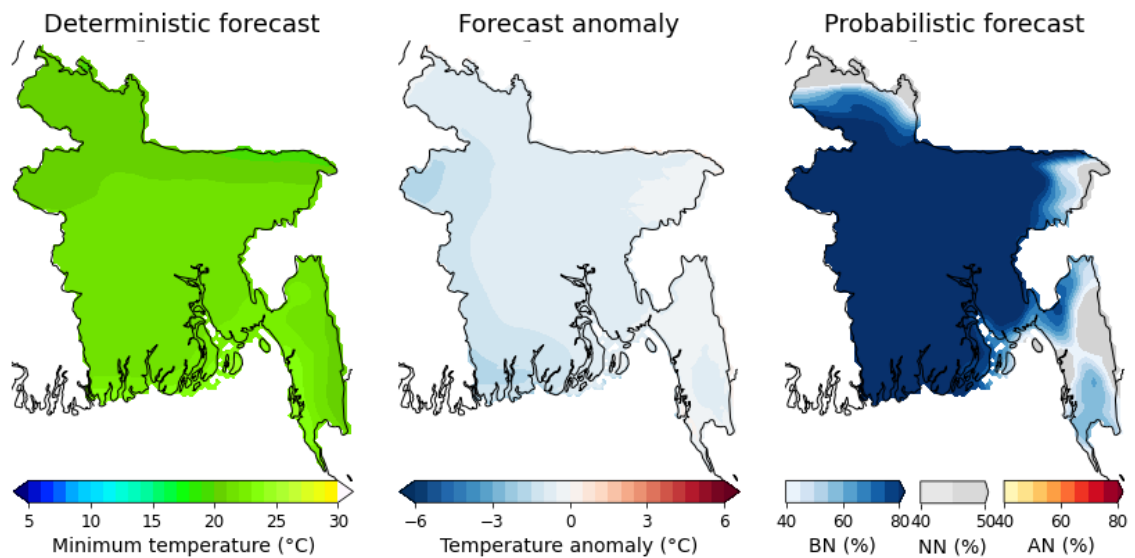 Deterministic forecast Forecast anomaly Probabilistic forecast
5 10 15 20 25 30 −6 −3 0 3 6 40 60 80 40 50 40 60 80
Minimum temperature (°C) Temperature anomaly (°C) BN (%) NN (%) AN (%)